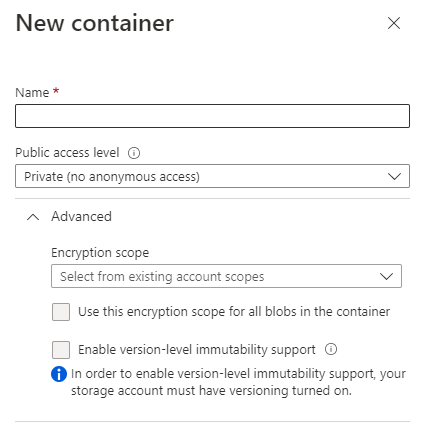 New container
Name *
Public access level
Private (no anonymous access)
Advanced
Encryption scope
Select from existing account scopes
Use this encryption scope for all blobs in the container
Enable version-level immutability support
In order to enable version-level immutability support, your
storage account must have versioning turned on.